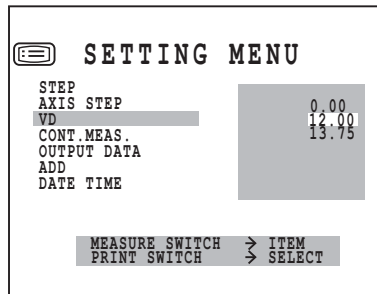 SETTING MENU
STEP
AXIS STEP
VD
CONT.MEAS.
OUTPUT DATA
ADD
DATE TIME
0.00
12.00
13.75
MEASURE SWITCH → ITEM
PRINT SWITCH → SELECT